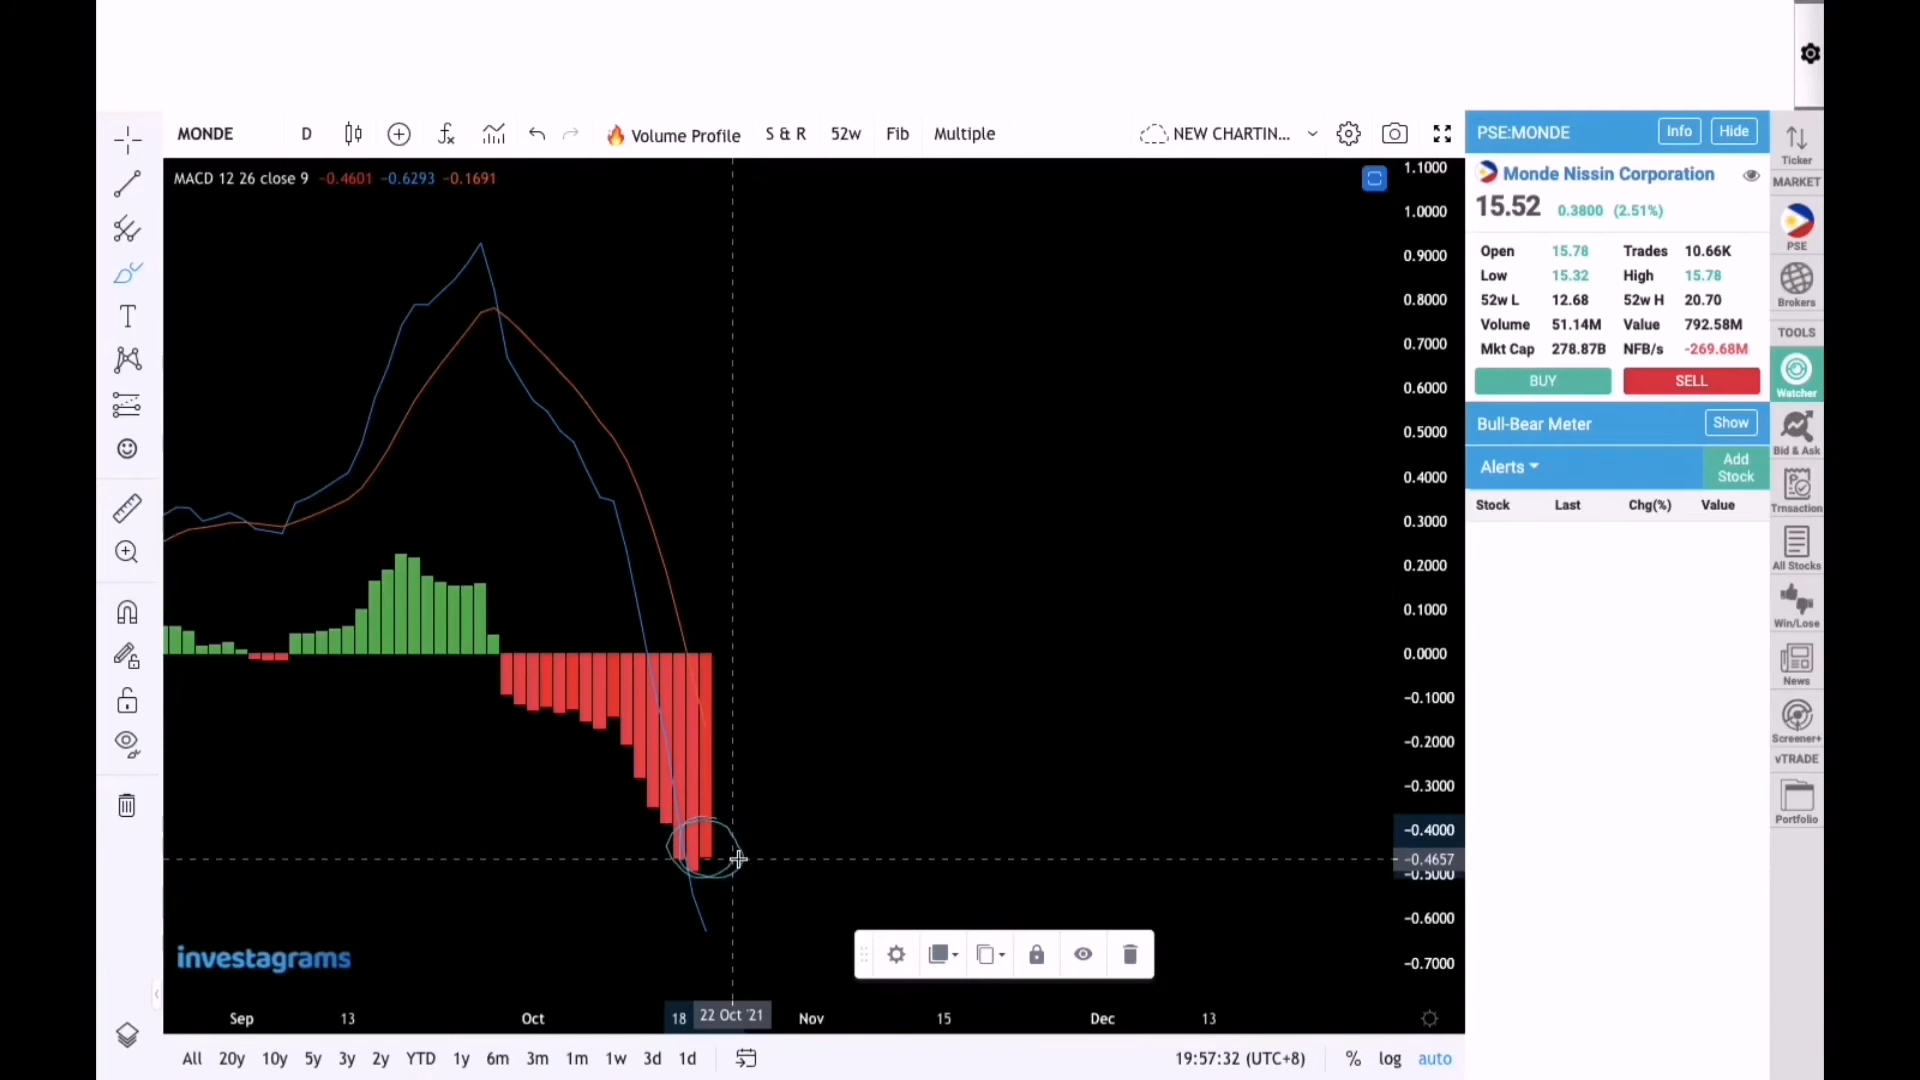 MONDE D Volume Profile S & R 52w Fib Multiple NEW CHARTIN...
MACD 12 26 close 9 −0.4601 −0.6293 −0.1691
1.1000
1.0000
0.9000
0.8000
0.7000
0.6000
0.5000
0.4000
0.3000
0.2000
0.1000
0.0000
−0.1000
−0.2000
−0.3000
−0.4000
−0.4657
−0.5000
−0.6000
−0.7000
investagrams
Sep 13 Oct 18 22 Oct '21 Nov 15 Dec 13
All 20y 10y 5y 3y 2y YTD 1y 6m 3m 1m 1w 3d 1d 19:57:32 (UTC+8) % log auto
PSE:MONDE Info Hide
Monde Nissin Corporation
15.52 0.3800 (2.51%)
Open 15.78 Trades 10.66K
Low 15.32 High 15.78
52w L 12.68 52w H 20.70
Volume 51.14M Value 792.58M
Mkt Cap 278.87B NFB/s -269.68M
BUY SELL
Bull-Bear Meter Show
Alerts Add Stock
Stock Last Chg(%) Value
Ticker
MARKET
PSE
Brokers
TOOLS
Watcher
Bid & Ask
Trnsaction
All Stocks
Win/Lose
News
Screener+
vTRADE
Portfolio